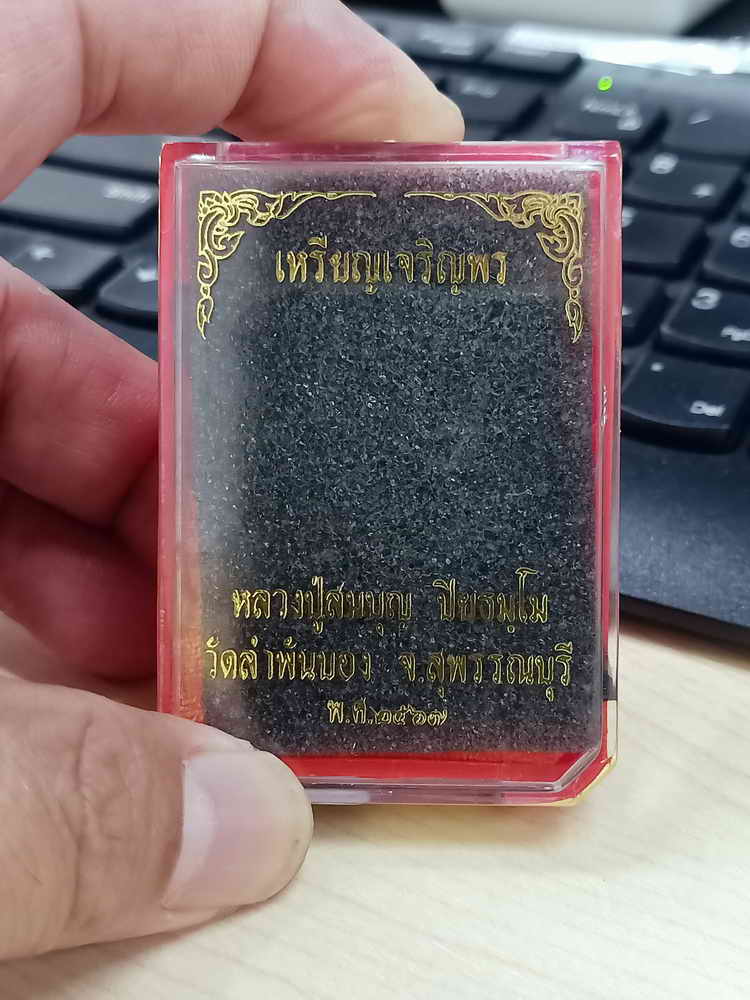 เหรียญเจริญพร
หลวงปู่สมบุญ ปิยธมฺโม
วัดลำพันบอง จ.สุพรรณบุรี
พ.ศ.๒๕๖๗
3
Del